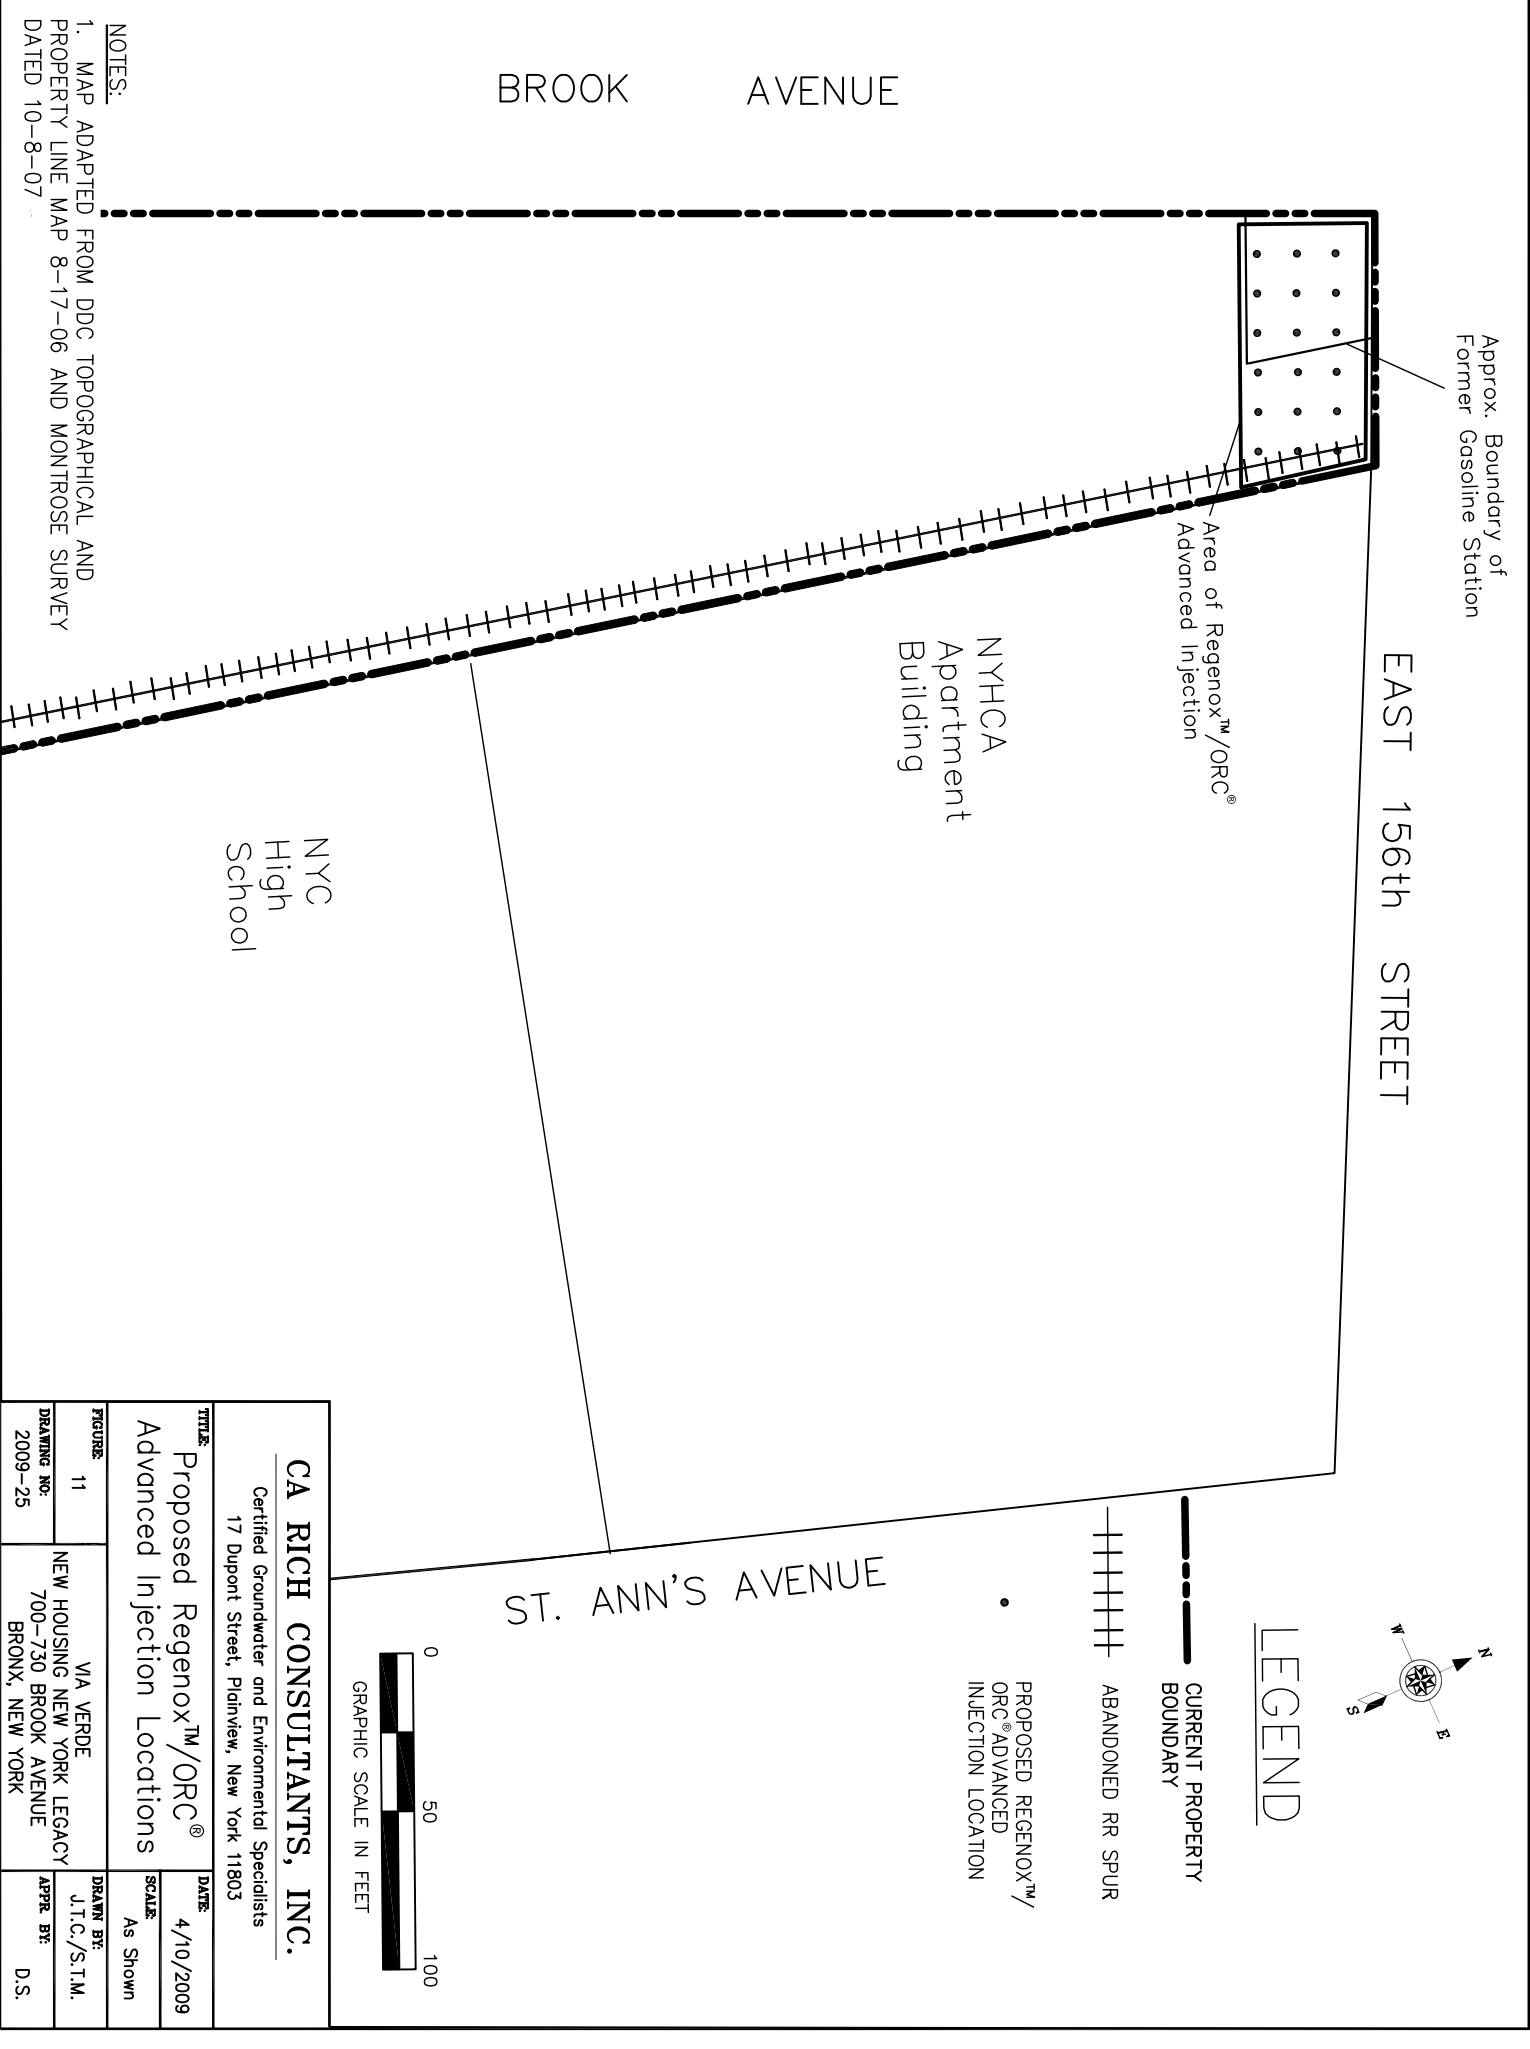 BROOK AVENUE
Approx. Boundary of
Former Gasoline Station
EAST 156th STREET
Area of Regenox™/ORC®
Advanced Injection
NYHCA
Apartment
Building
NYC
High
School
ST. ANN'S AVENUE
N
E
S
W
LEGEND
CURRENT PROPERTY
BOUNDARY
ABANDONED RR SPUR
PROPOSED REGENOX™/
ORC®ADVANCED
INJECTION LOCATION
0 50 100
GRAPHIC SCALE IN FEET
NOTES:
1. MAP ADAPTED FROM DDC TOPOGRAPHICAL AND
PROPERTY LINE MAP 8-17-06 AND MONTROSE SURVEY
DATED 10-8-07
CA RICH CONSULTANTS, INC.
Certified Groundwater and Environmental Specialists
17 Dupont Street, Plainview, New York 11803
TITLE:
Proposed Regenox™/ORC®
Advanced Injection Locations
DATE:
4/10/2009
SCALE:
As Shown
FIGURE:
11
DRAWING NO:
2009-25
VIA VERDE
NEW HOUSING NEW YORK LEGACY
700-730 BROOK AVENUE
BRONX, NEW YORK
DRAWN BY:
J.T.C./S.T.M.
APPR. BY:
D.S.